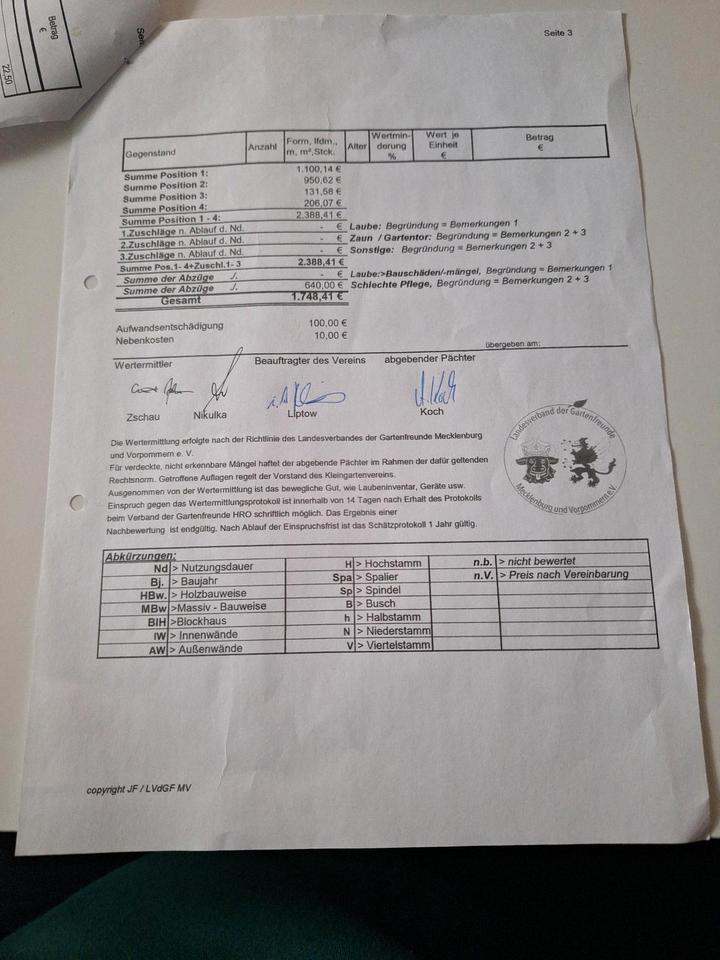 Betrag
€
22,50
Seite 3
Gegenstand Anzahl Form, lfdm., m, m², Stck. Alter Wertmin- derung % Wert je Einheit € Betrag €
Summe Position 1: 1.100,14 €
Summe Position 2: 950,62 €
Summe Position 3: 131,58 €
Summe Position 4: 206,07 €
Summe Position 1 - 4: 2.388,41 €
1.Zuschläge n. Ablauf d. Nd. - € Laube: Begründung = Bemerkungen 1
2.Zuschläge n. Ablauf d. Nd. - € Zaun / Gartentor: Begründung = Bemerkungen 2 + 3
3.Zuschläge n. Ablauf d. Nd. - € Sonstige: Begründung = Bemerkungen 2 + 3
Summe Pos.1- 4+Zuschl.1- 3 2.388,41 €
Summe der Abzüge ./. - € Laube:>Bauschäden/-mängel, Begründung = Bemerkungen 1
Summe der Abzüge ./. 640,00 € Schlechte Pflege, Begründung = Bemerkungen 2 + 3
Gesamt 1.748,41 €
Aufwandsentschädigung 100,00 €
Nebenkosten 10,00 €
übergeben am:
Wertermittler Beauftragter des Vereins abgebender Pächter
Zschau Nikulka Liptow Koch
Landesverband der Gartenfreunde
Mecklenburg und Vorpommern e.V.
Die Wertermittlung erfolgte nach der Richtlinie des Landesverbandes der Gartenfreunde Mecklenburg
und Vorpommern e. V.
Für verdeckte, nicht erkennbare Mängel haftet der abgebende Pächter im Rahmen der dafür geltenden
Rechtsnorm. Getroffene Auflagen regelt der Vorstand des Kleingartenvereins.
Ausgenommen von der Wertermittlung ist das bewegliche Gut, wie Laubeninventar, Geräte usw.
Einspruch gegen das Wertermittlungsprotokoll ist innerhalb von 14 Tagen nach Erhalt des Protokolls
beim Verband der Gartenfreunde HRO schriftlich möglich. Das Ergebnis einer
Nachbewertung ist endgültig. Nach Ablauf der Einspruchsfrist ist das Schätzprotokoll 1 Jahr gültig.
Abkürzungen:
Nd > Nutzungsdauer H > Hochstamm n.b. > nicht bewertet
Bj. > Baujahr Spa > Spalier n.V. > Preis nach Vereinbarung
HBw. > Holzbauweise Sp > Spindel
MBw >Massiv - Bauweise B > Busch
BlH >Blockhaus h > Halbstamm
IW > Innenwände N > Niederstamm
AW > Außenwände V > Viertelstamm
copyright JF / LVdGF MV